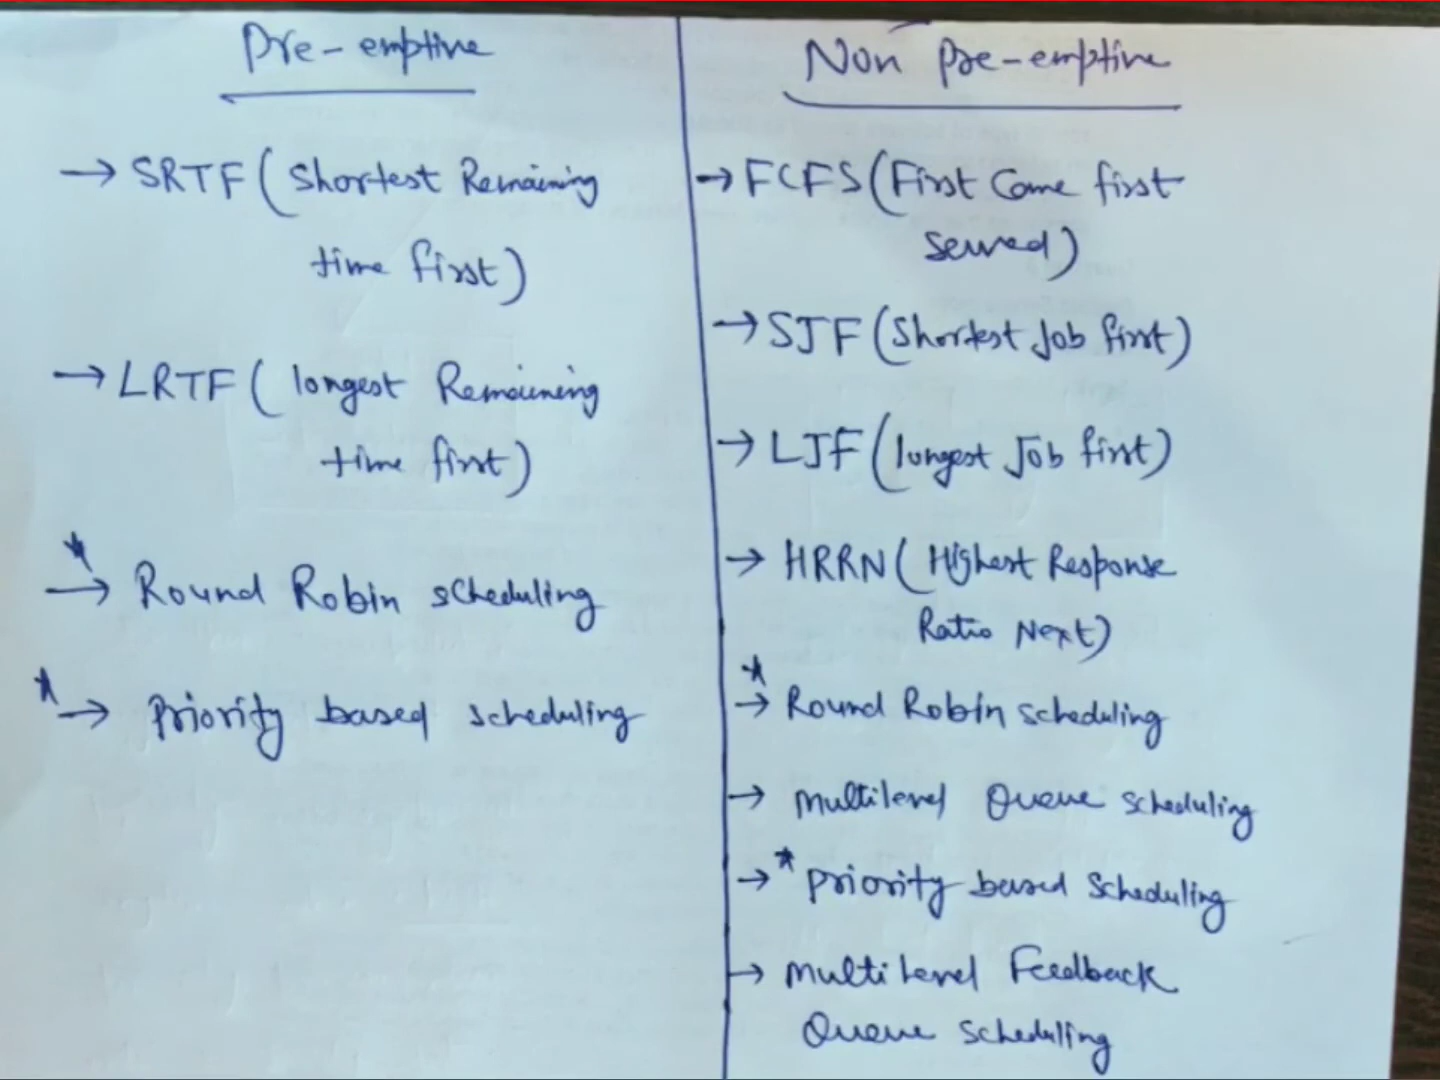 Pre-emptive
→ SRTF ( Shortest Remaining
time first)
→ LRTF ( longest Remaining
time first)
* → Round Robin scheduling
* → Priority based scheduling
Non pre-emptive
→ FCFS (First Come first
served)
→ SJF (Shortest Job first)
→ LJF (longest Job first)
→ HRRN ( Highest Response
Ratio Next)
* → Round Robin scheduling
→ Multilevel Queue scheduling
→ * priority based Scheduling
→ Multi level Feedback
Queue scheduling